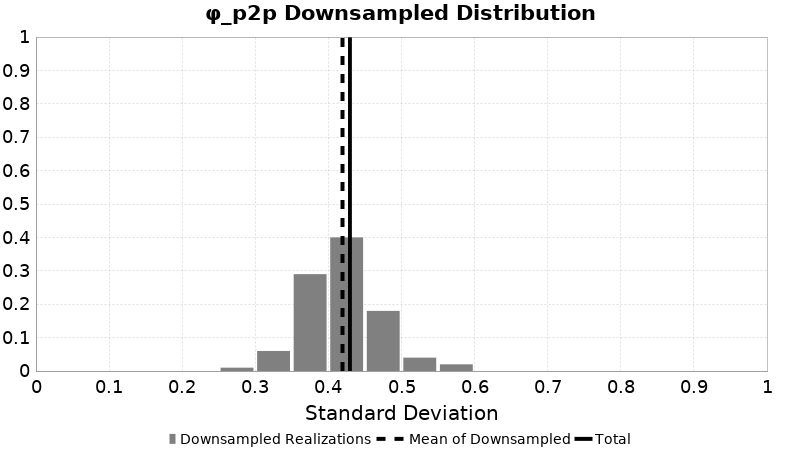 φ_p2p Downsampled Distribution
1
0.9
0.8
0.7
0.6
0.5
0.4
0.3
0.2
0.1
0
0 0.1 0.2 0.3 0.4 0.5 0.6 0.7 0.8 0.9 1
Standard Deviation
Downsampled Realizations Mean of Downsampled Total